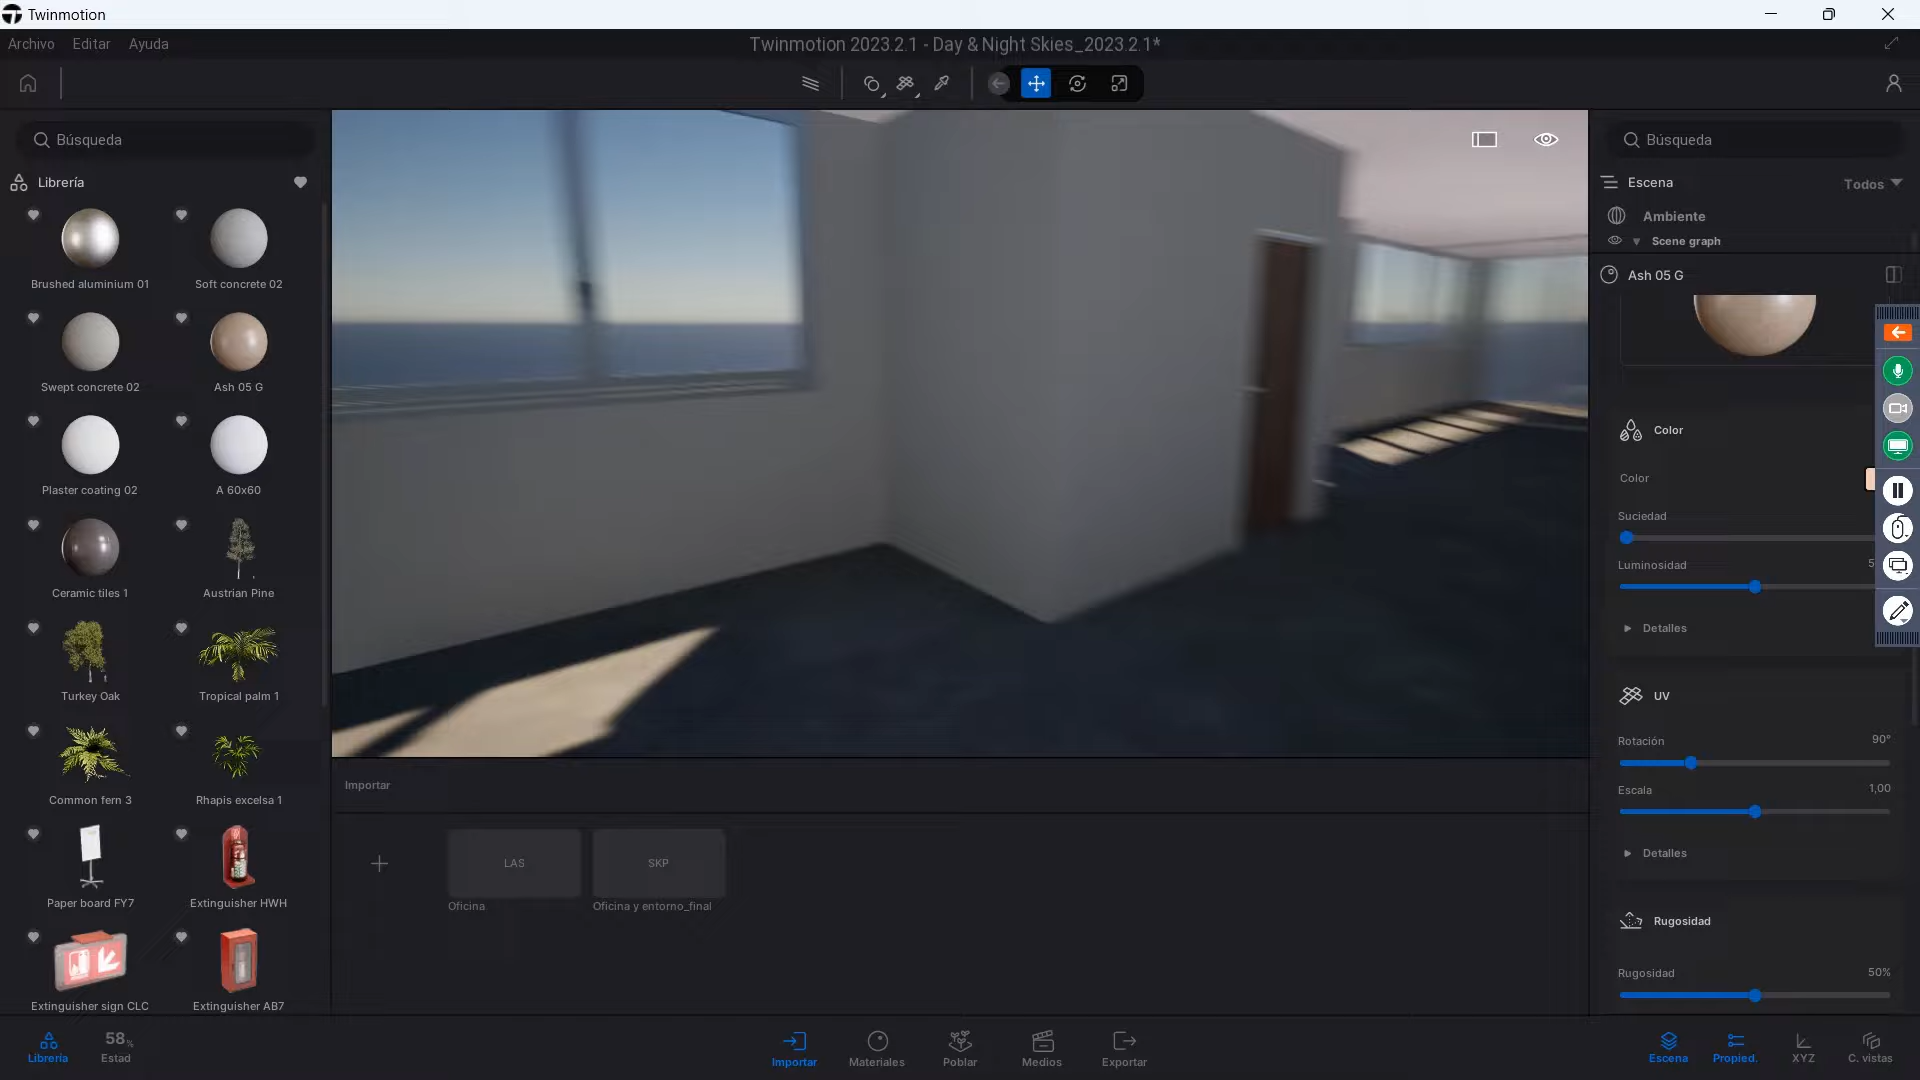 Twinmotion
Archivo Editar Ayuda
Twinmotion 2023.2.1 - Day & Night Skies_2023.2.1*
Búsqueda
Librería
Brushed aluminium 01
Soft concrete 02
Swept concrete 02
Ash 05 G
Plaster coating 02
A 60x60
Ceramic tiles 1
Austrian Pine
Turkey Oak
Tropical palm 1
Common fern 3
Rhapis excelsa 1
Paper board FY7
Extinguisher HWH
Extinguisher sign CLC
Extinguisher AB7
Importar
LAS
SKP
Oficina
Oficina y entorno_final
Búsqueda
Escena
Todos
Ambiente
Scene graph
Ash 05 G
Color
Color
Suciedad
Luminosidad 5
Detalles
UV
Rotación 90°
Escala 1,00
Detalles
Rugosidad
Rugosidad 50%
Librería
58%
Estad
Importar
Materiales
Poblar
Medios
Exportar
Escena
Propied.
XYZ
C. vistas